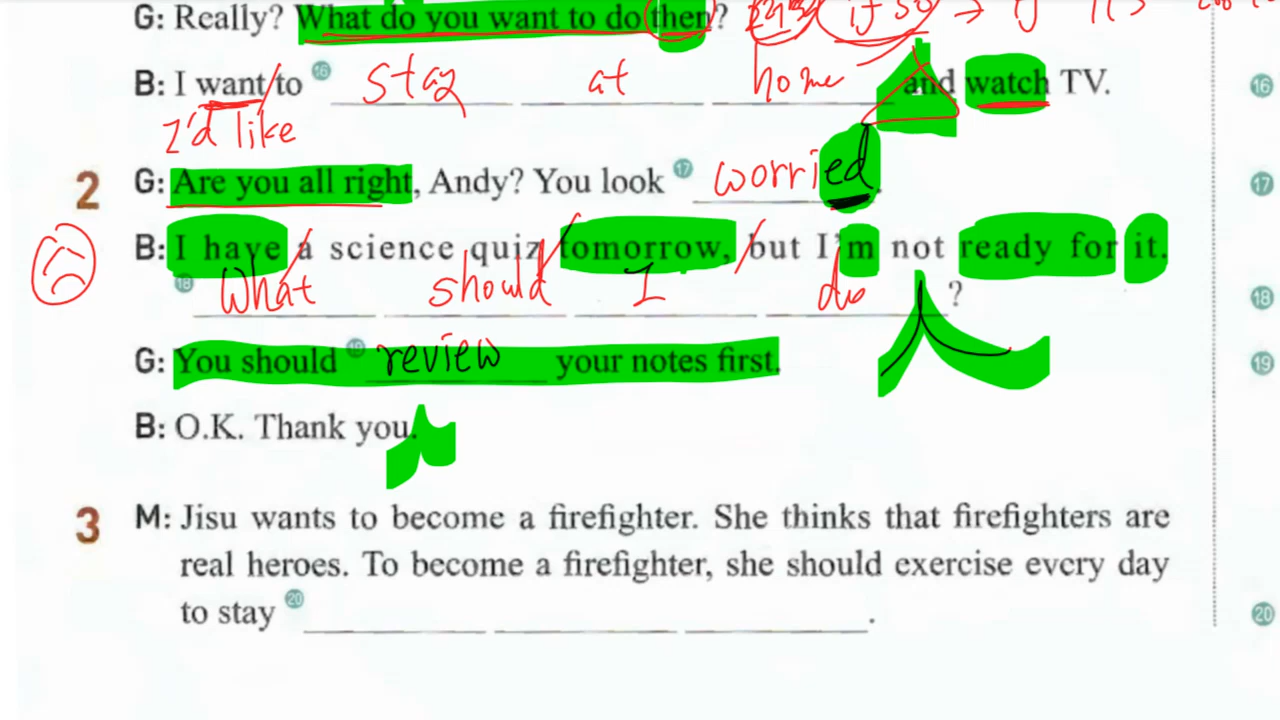 G: Really? What do you want to do then? if so →
B: I want to ⑯ stay at home and watch TV. ⑯
I'd like
2 G: Are you all right, Andy? You look ⑰ worried. ⑰
B: I have a science quiz tomorrow, but I'm not ready for it.
⑱ What should I do? ⑱
G: You should ⑲ review your notes first. ⑲
B: O.K. Thank you.
3 M: Jisu wants to become a firefighter. She thinks that firefighters are
real heroes. To become a firefighter, she should exercise every day
to stay ⑳ ___ ___ ___. ⑳